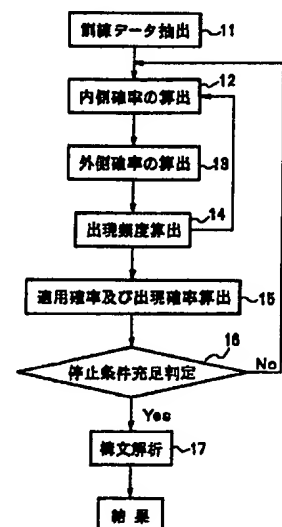 訓練データ抽出
11
内側確率の算出
12
外側確率の算出
13
出現頻度算出
14
適用確率及び出現確率算出
15
停止条件充足判定
16
No
Yes
構文解析
17
結果